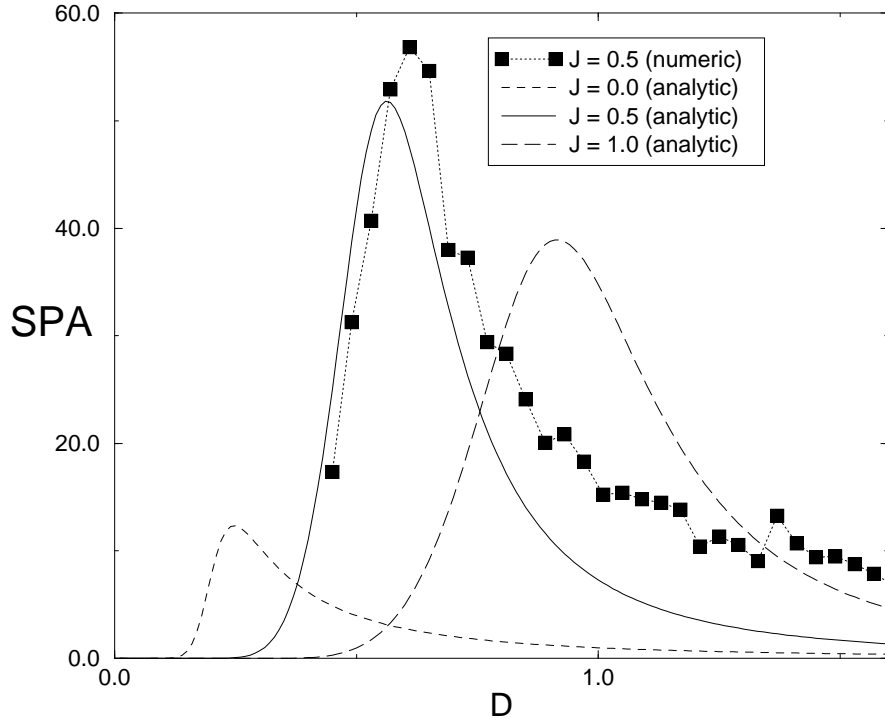 60.0
J = 0.5 (numeric)
J = 0.0 (analytic)
J = 0.5 (analytic)
J = 1.0 (analytic)
40.0
SPA
20.0
0.0
0.0
1.0
D